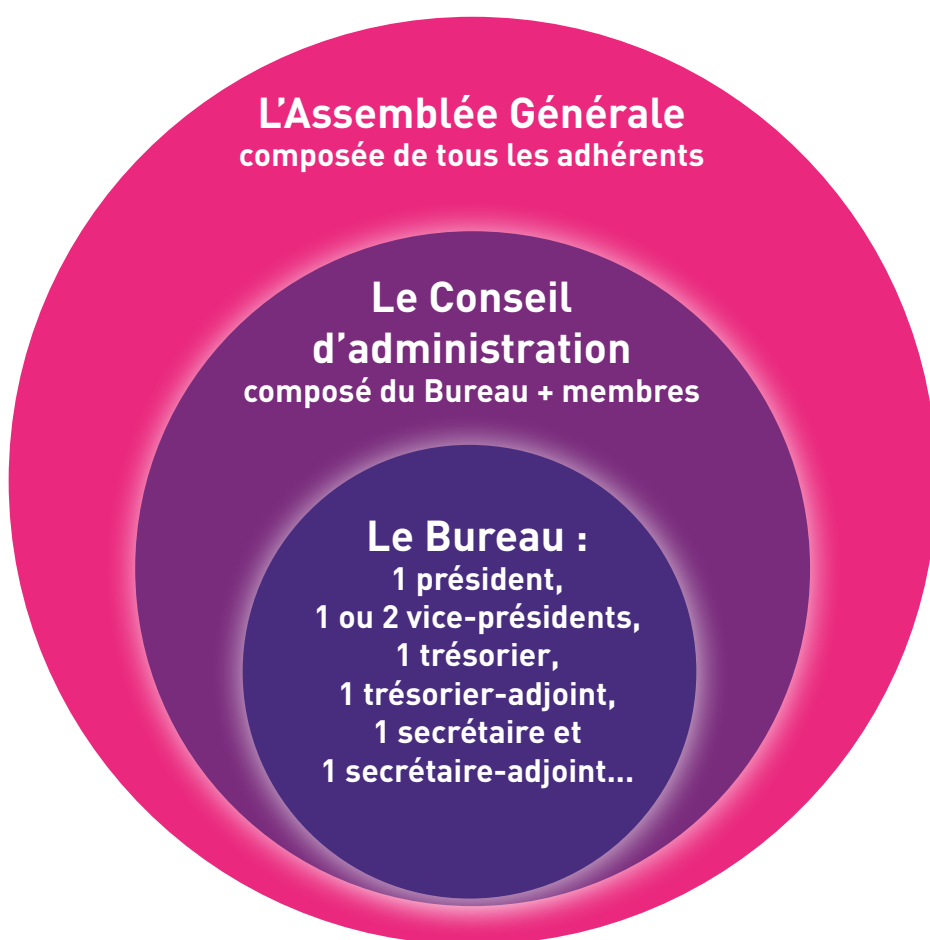 L'Assemblée Générale
composée de tous les adhérents
Le Conseil
d'administration
composé du Bureau + membres
Le Bureau :
1 président,
1 ou 2 vice-présidents,
1 trésorier,
1 trésorier-adjoint,
1 secrétaire et
1 secrétaire-adjoint...